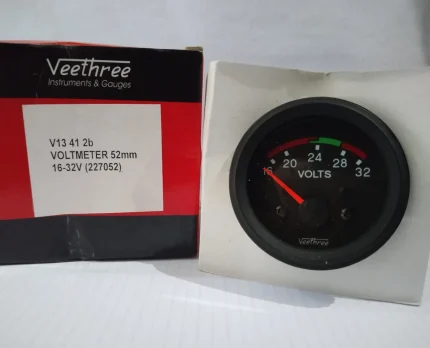 Veethree
Instruments & Gauges
V13 41 2b
VOLTMETER 52mm
16-32V (227052)
16 20 24 28 32
VOLTS
Veethree